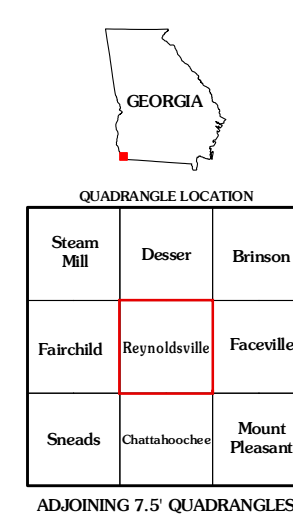 GEORGIA
QUADRANGLE LOCATION
Steam
Mill
Desser
Brinson
Fairchild
Reynoldsville
Faceville
Sneads
Chattahoochee
Mount
Pleasant
ADJOINING 7.5' QUADRANGLES